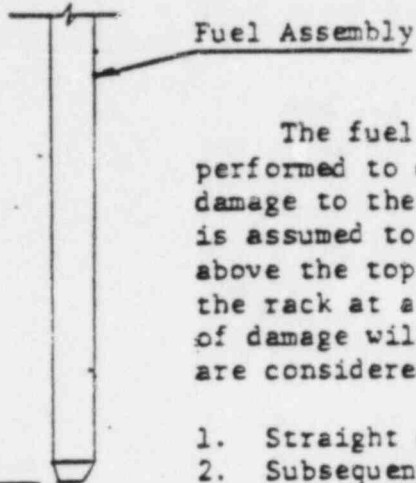 Fuel Assembly
The fuel
performed to
damage to the
is assumed to
above the top
the rack at a
of damage wil
are considere
1. Straight
2. Subsequen